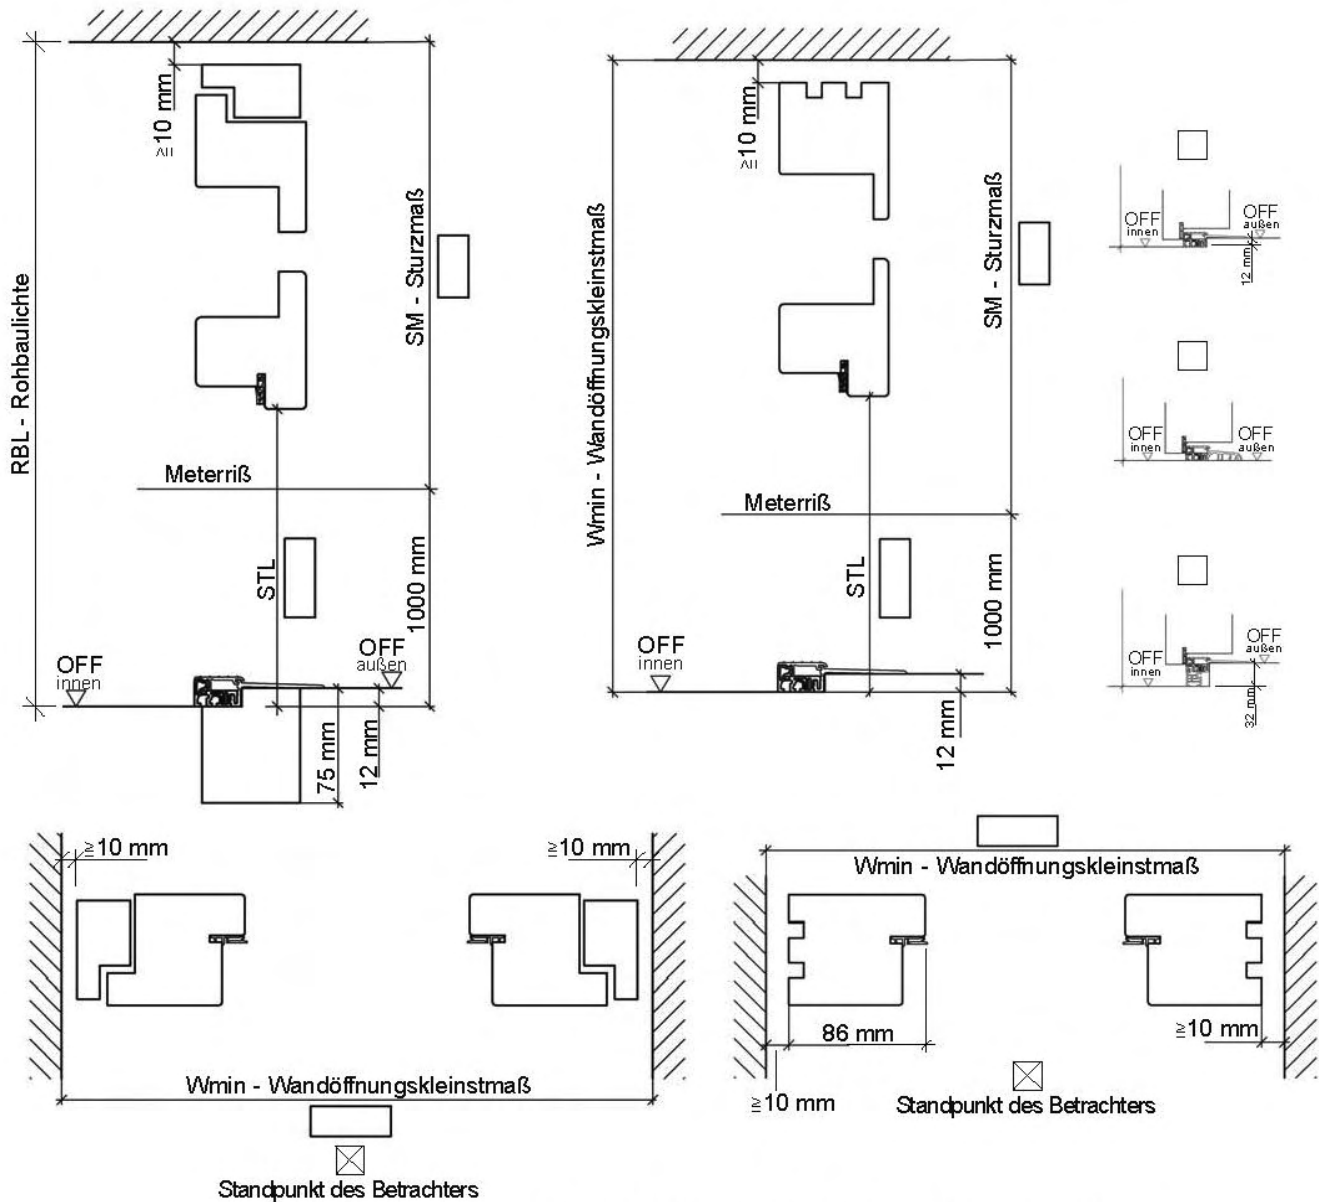 RBL - Rohbaulichte
≥10 mm
SM - Sturzmaß
Meterriß
STL
1000 mm
OFF
innen
OFF
außen
75 mm
12 mm
Wmin - Wandöffnungskleinstmaß
≥10 mm
SM - Sturzmaß
Meterriß
STL
1000 mm
OFF
innen
12 mm
OFF
innen
OFF
außen
12 mm
OFF
innen
OFF
außen
OFF
innen
OFF
außen
32 mm
≥10 mm
≥10 mm
Wmin - Wandöffnungskleinstmaß
Standpunkt des Betrachters
Wmin - Wandöffnungskleinstmaß
86 mm
≥10 mm
≥10 mm
Standpunkt des Betrachters